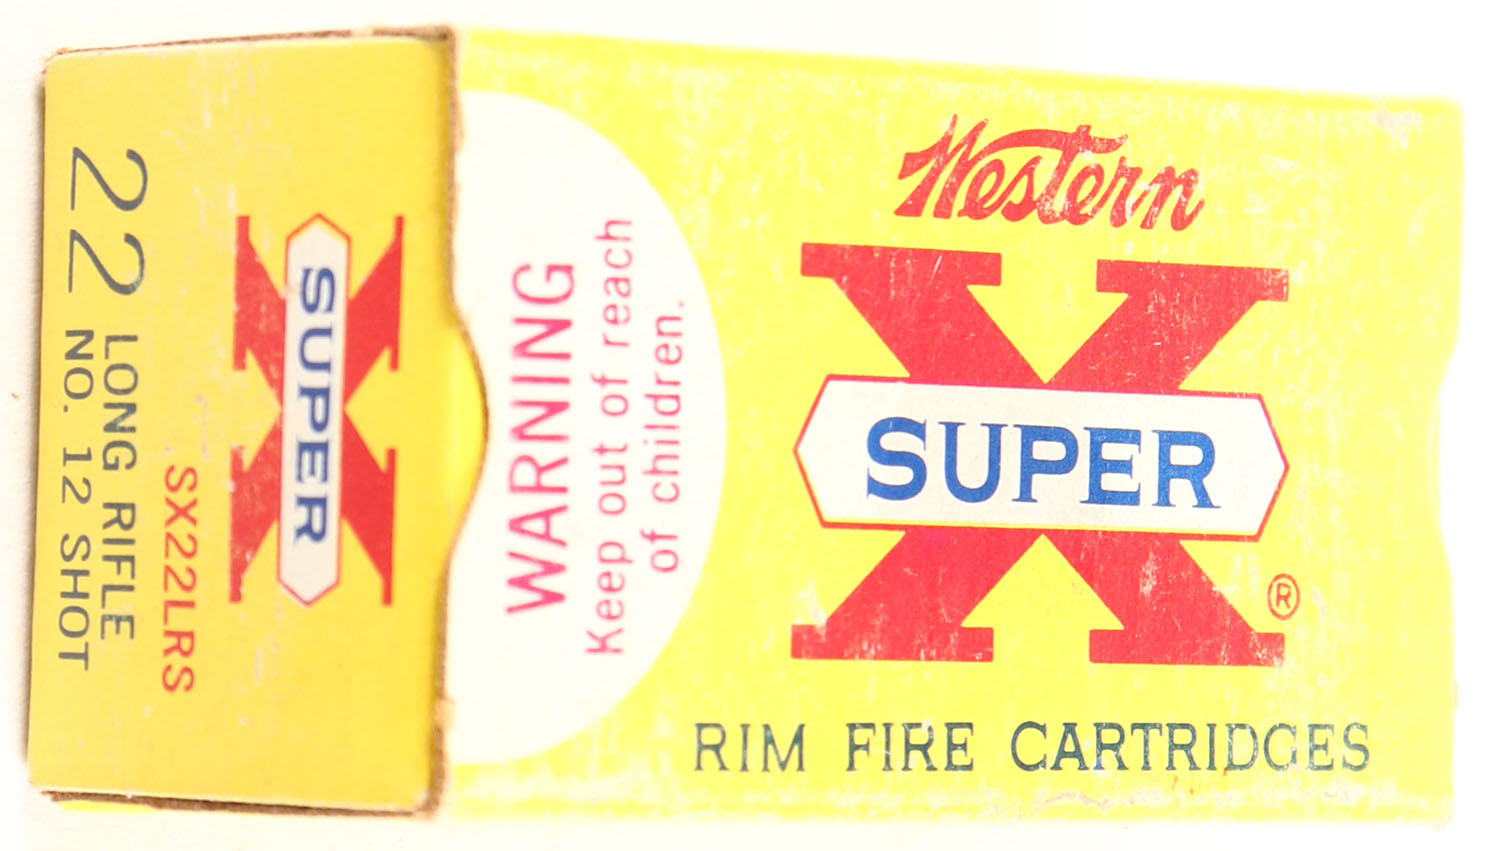 Western
X
SUPER
®
RIM FIRE CARTRIDGES
WARNING
Keep out of reach
of children.
X
SUPER
SX22LRS
22 LONG RIFLE
NO. 12 SHOT